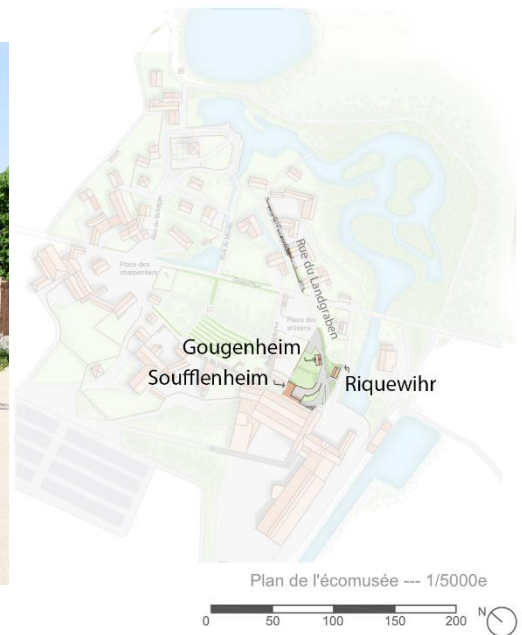 Place des
charpentiers
Rue du Landgraben
Place des
artisans
Gougenheim
Soufflenheim
Riquewihr
Plan de l'écomusée --- 1/5000e
0 50 100 150 200 N